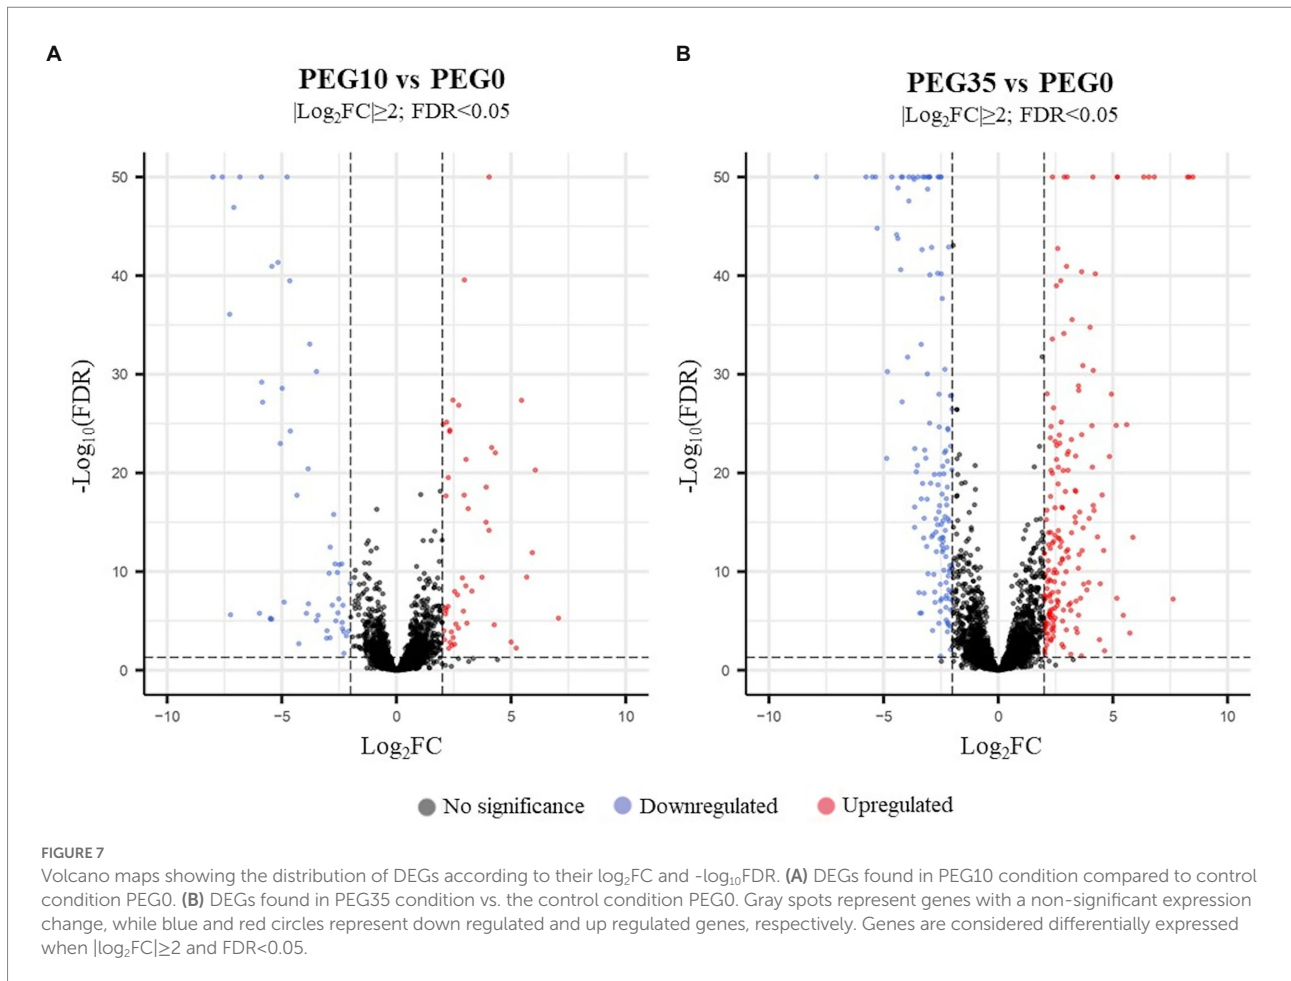 A
PEG10 vs PEG0
|Log₂FC|≥2; FDR<0.05
50
40
30
20
10
0
-Log₁₀(FDR)
−10
−5
0
5
10
Log₂FC
B
PEG35 vs PEG0
|Log₂FC|≥2; FDR<0.05
50
40
30
20
10
0
-Log₁₀(FDR)
−10
−5
0
5
10
Log₂FC
No significance Downregulated Upregulated
FIGURE 7
Volcano maps showing the distribution of DEGs according to their log₂FC and -log₁₀FDR. (A) DEGs found in PEG10 condition compared to control
condition PEG0. (B) DEGs found in PEG35 condition vs. the control condition PEG0. Gray spots represent genes with a non-significant expression
change, while blue and red circles represent down regulated and up regulated genes, respectively. Genes are considered differentially expressed
when |log₂FC|≥2 and FDR<0.05.